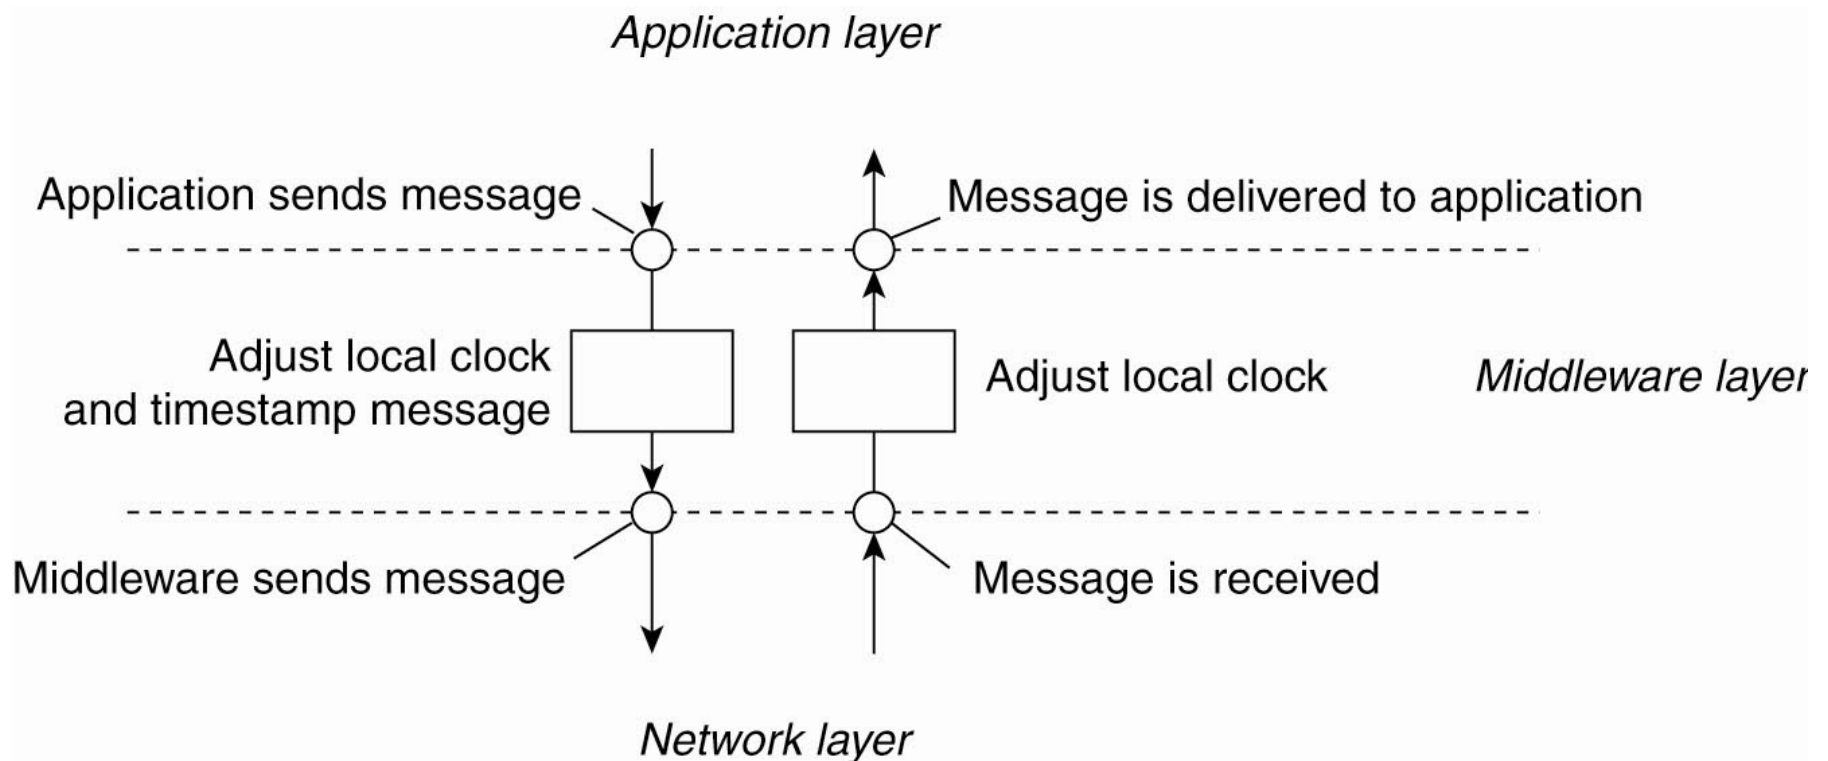 Application layer
Application sends message
Message is delivered to application
Adjust local clock
and timestamp message
Adjust local clock
Middleware layer
Middleware sends message
Message is received
Network layer